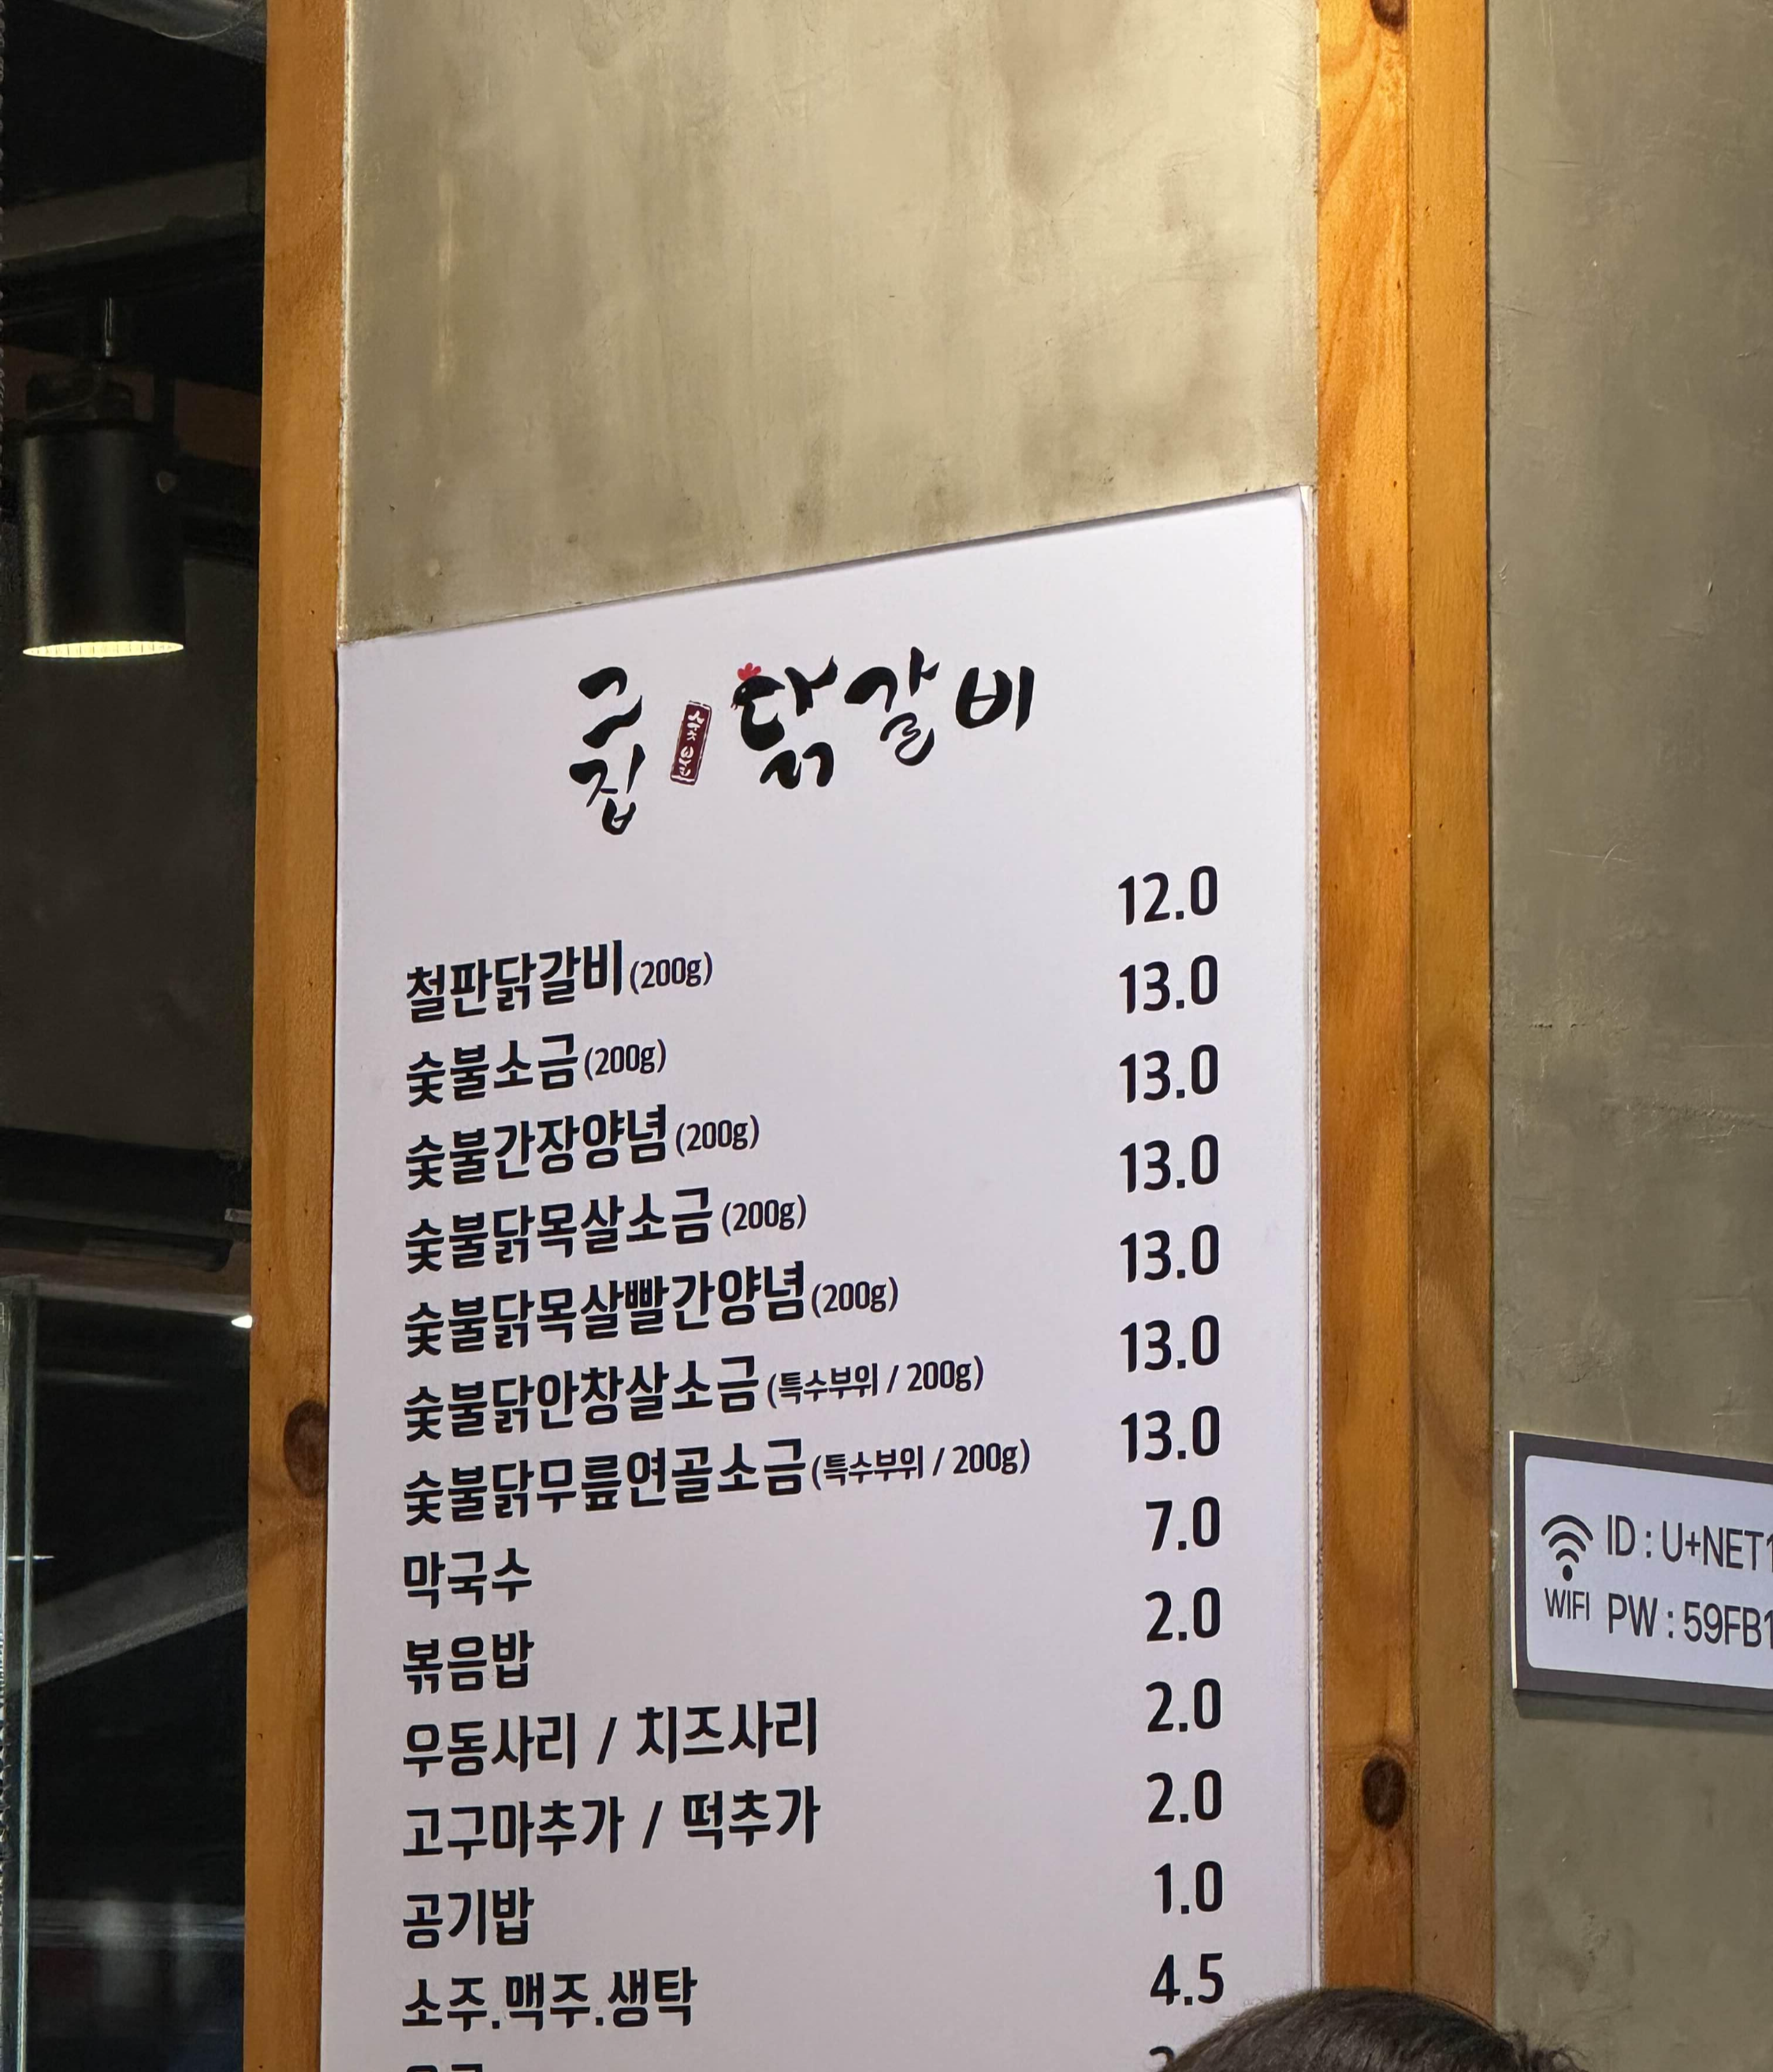 그집 숯불 닭갈비
철판닭갈비(200g) 12.0
숯불소금(200g) 13.0
숯불간장양념(200g) 13.0
숯불닭목살소금(200g) 13.0
숯불닭목살빨간양념(200g) 13.0
숯불닭안창살소금(특수부위 / 200g) 13.0
숯불닭무릎연골소금(특수부위 / 200g) 13.0
막국수 7.0
볶음밥 2.0
우동사리 / 치즈사리 2.0
고구마추가 / 떡추가 2.0
공기밥 1.0
소주.맥주.생탁 4.5
ID : U+NET1
WIFI PW : 59FB1